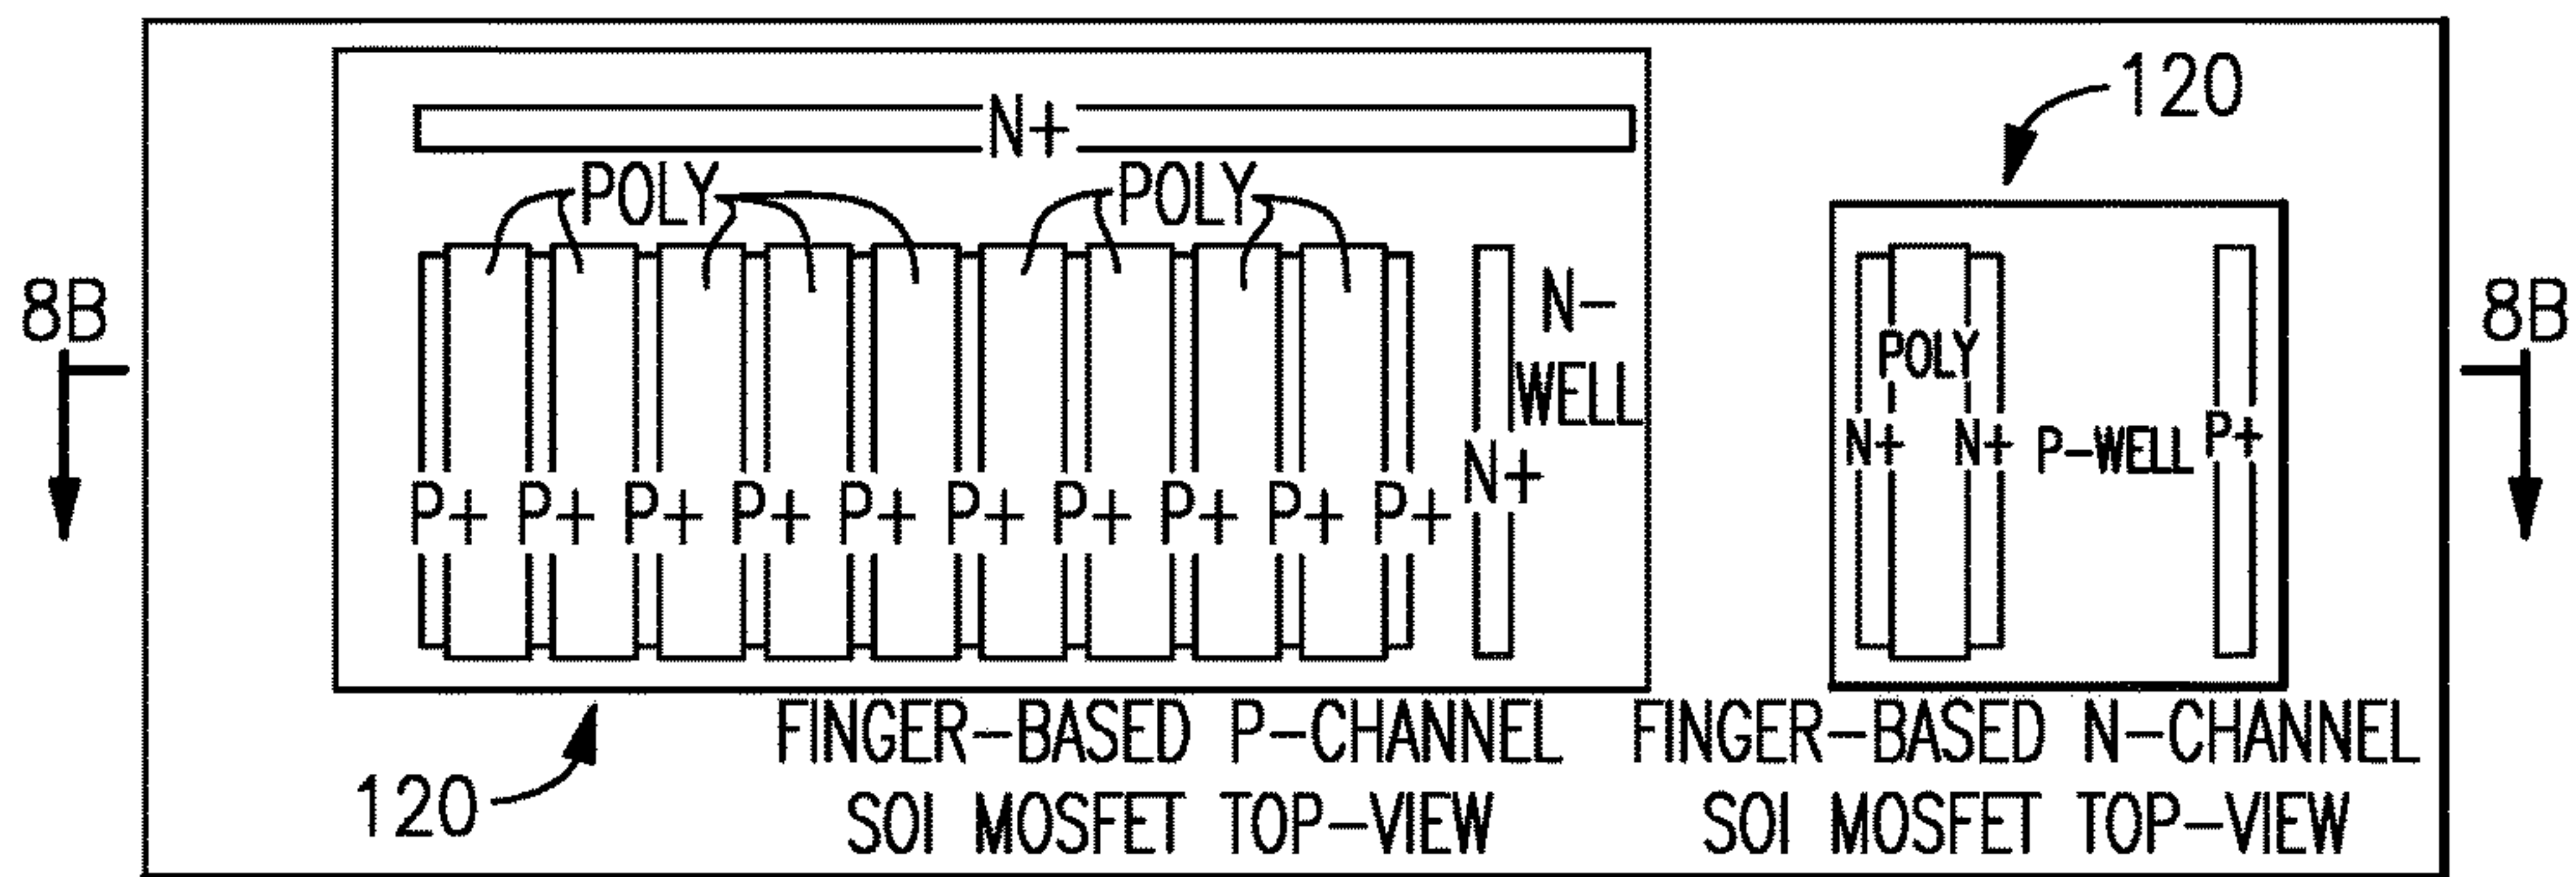 120
N+
POLY POLY
8B 8B
N-
WELL
POLY
N+ N+ P-WELL P+
N+
P+ P+ P+ P+ P+ P+ P+ P+ P+ P+
FINGER-BASED P-CHANNEL
SOI MOSFET TOP-VIEW
FINGER-BASED N-CHANNEL
SOI MOSFET TOP-VIEW
120